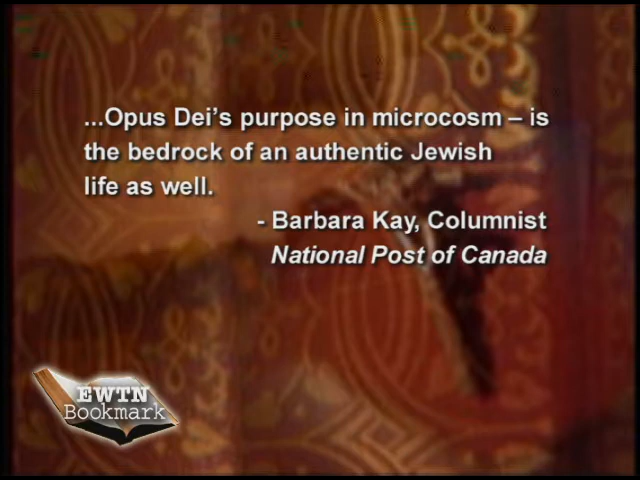 ...Opus Dei’s purpose in microcosm – is
the bedrock of an authentic Jewish
life as well.
- Barbara Kay, Columnist
National Post of Canada
EWTN
Bookmark